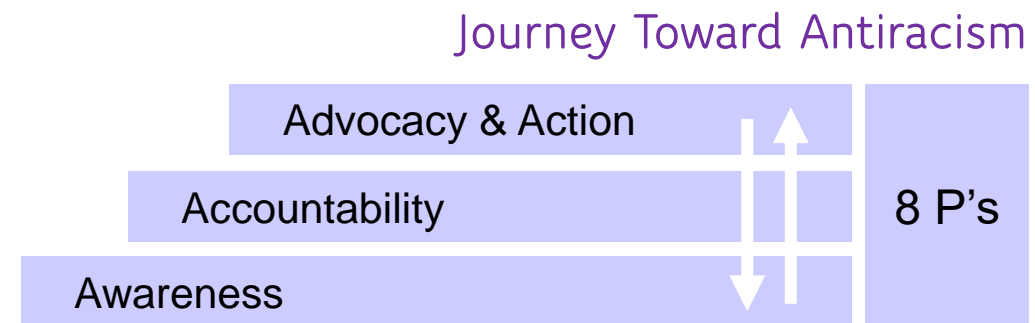 Journey Toward Antiracism
Advocacy & Action
Accountability
8 P’s
Awareness